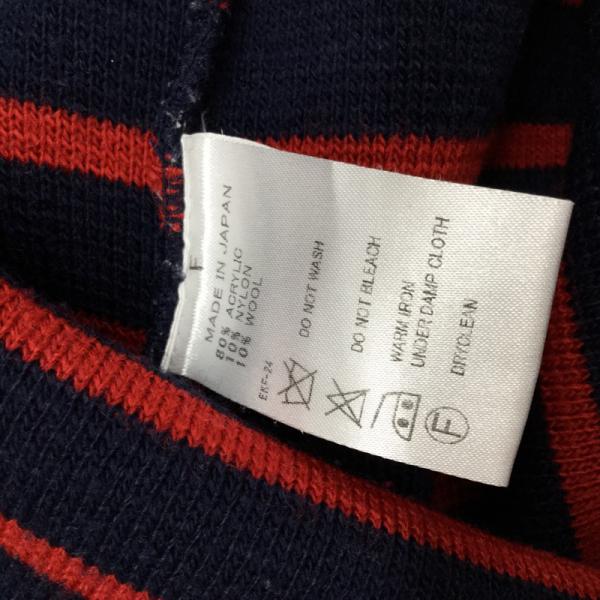 F
MADE IN JAPAN
80% ACRYLIC
10% NYLON
10% WOOL
EKF-24
DO NOT WASH
DO NOT BLEACH
WARM IRON
UNDER DAMP CLOTH
DRYCLEAN
F